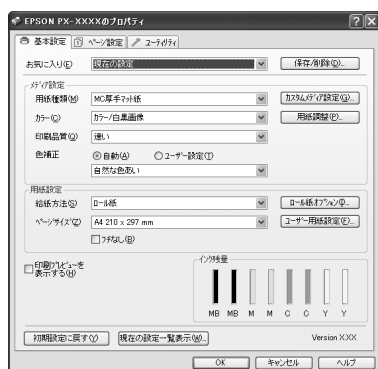 EPSON PX-XXXXのプロパティ
基本設定 ページ設定 ユーティリティ
お気に入り(E) 現在の設定 保存/削除(D)...
メディア設定
用紙種類(M) MC厚手マット紙 カスタムメディア設定(G)...
カラー(C) カラー/白黒画像 用紙調整(P)...
印刷品質(Q) 速い
色補正 自動(A) ユーザー設定(T)
自然な色あい
用紙設定
給紙方法(S) ロール紙 ロール紙オプション(I)...
ページサイズ(Z) A4 210 x 297 mm ユーザー用紙設定(F)...
フチなし(B)
印刷プレビューを
表示する(H)
インク残量
MB MB M M C C Y Y
初期設定に戻す(Y) 現在の設定一覧表示(W)... Version X.XX
OK キャンセル ヘルプ